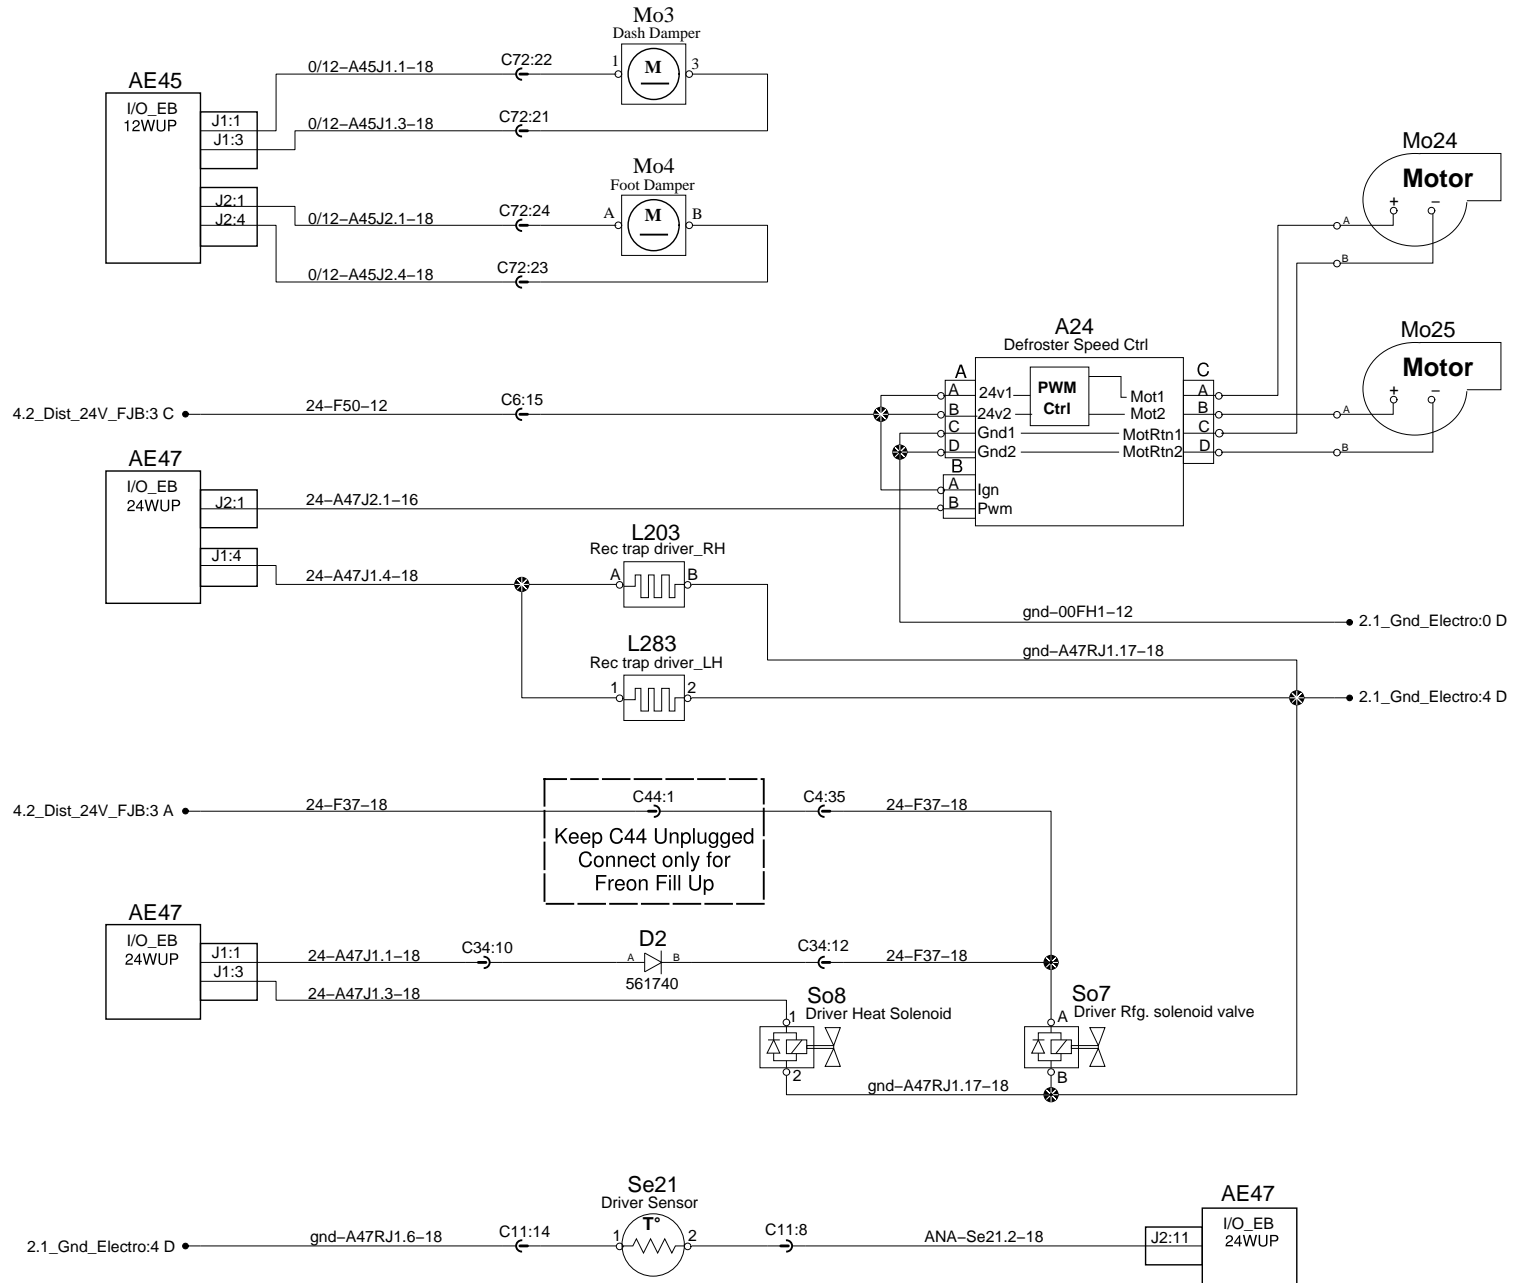 Mo3
Dash Damper
M
1
3
0/12–A45J1.1–18
C72:22
AE45
I/O_EB
12WUP
J1:1
J1:3
0/12–A45J1.3–18
C72:21
Mo4
Foot Damper
M
A
B
J2:1
J2:4
0/12–A45J2.1–18
C72:24
0/12–A45J2.4–18
C72:23
Mo24
Motor
+
–
A
B
A24
Defroster Speed Ctrl
Mo25
Motor
+
–
A
B
A
A
B
C
D
24v1
24v2
Gnd1
Gnd2
PWM
Ctrl
Mot1
Mot2
MotRtn1
MotRtn2
C
A
B
C
D
B
A
B
Ign
Pwm
4.2_Dist_24V_FJB:3 C
24–F50–12
C6:15
AE47
I/O_EB
24WUP
J2:1
24–A47J2.1–16
J1:4
24–A47J1.4–18
L203
Rec trap driver_RH
A
B
gnd–00FH1–12
2.1_Gnd_Electro:0 D
L283
Rec trap driver_LH
1
2
gnd–A47RJ1.17–18
2.1_Gnd_Electro:4 D
4.2_Dist_24V_FJB:3 A
24–F37–18
C44:1
Keep C44 Unplugged
Connect only for
Freon Fill Up
C4:35
24–F37–18
AE47
I/O_EB
24WUP
J1:1
J1:3
24–A47J1.1–18
C34:10
D2
A
B
561740
C34:12
24–F37–18
24–A47J1.3–18
So8
Driver Heat Solenoid
1
2
So7
Driver Rfg. solenoid valve
A
B
gnd–A47RJ1.17–18
Se21
Driver Sensor
T°
1
2
2.1_Gnd_Electro:4 D
gnd–A47RJ1.6–18
C11:14
C11:8
ANA–Se21.2–18
AE47
I/O_EB
24WUP
J2:11